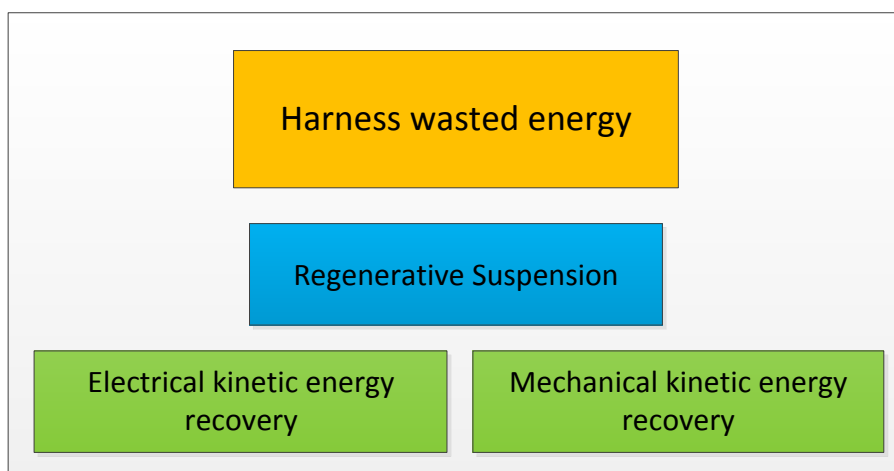 Harness wasted energy
Regenerative Suspension
Electrical kinetic energy
recovery
Mechanical kinetic energy
recovery